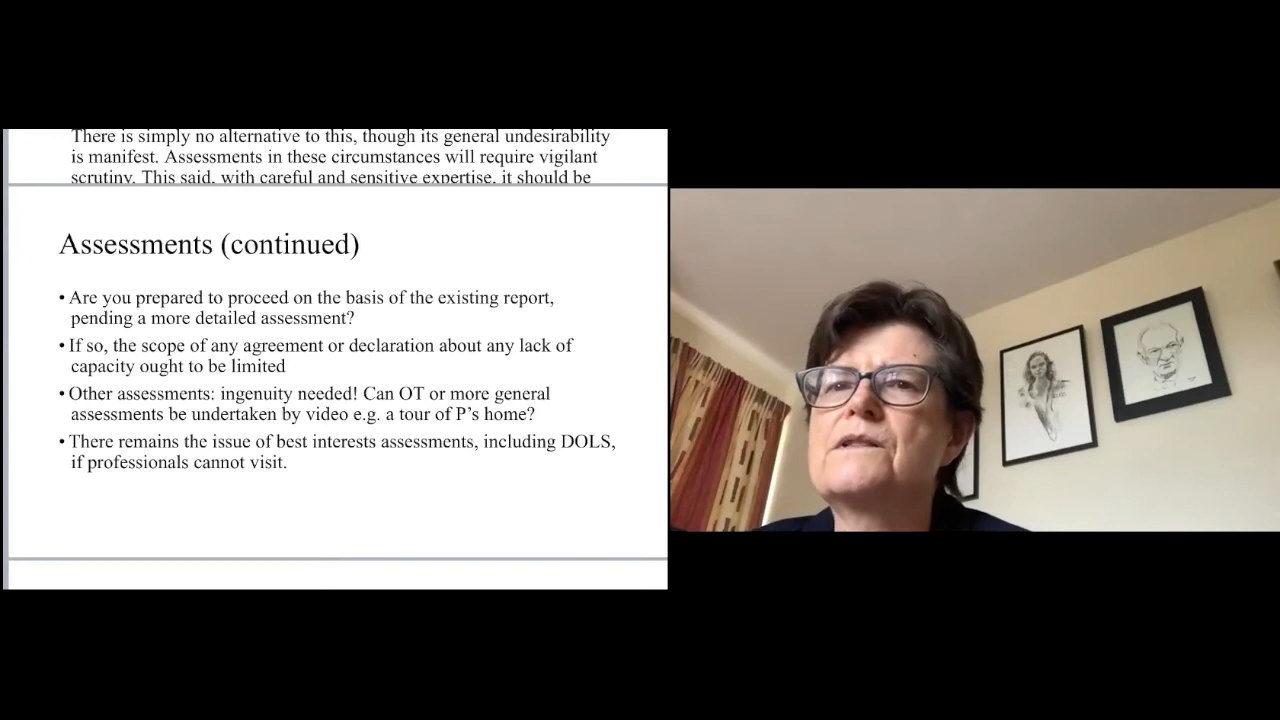 There is simply no alternative to this, though its general undesirability
is manifest. Assessments in these circumstances will require vigilant
scrutiny. This said, with careful and sensitive expertise, it should be
Assessments (continued)
• Are you prepared to proceed on the basis of the existing report,
pending a more detailed assessment?
• If so, the scope of any agreement or declaration about any lack of
capacity ought to be limited
• Other assessments: ingenuity needed! Can OT or more general
assessments be undertaken by video e.g. a tour of P’s home?
• There remains the issue of best interests assessments, including DOLS,
if professionals cannot visit.